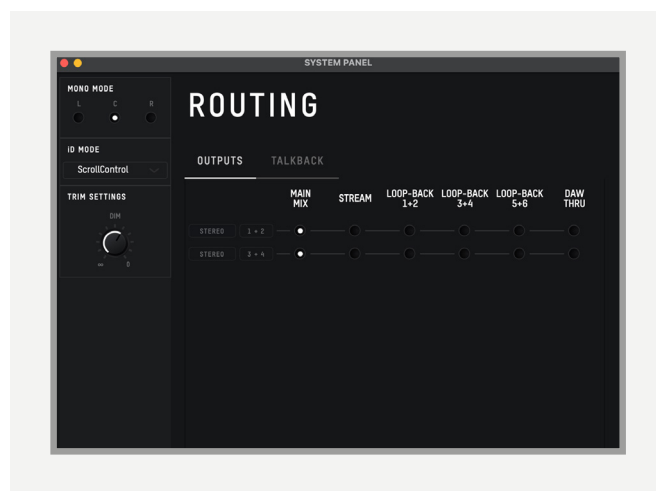 SYSTEM PANEL
MONO MODE
L C R
iD MODE
ScrollControl
TRIM SETTINGS
DIM
∞ 0
ROUTING
OUTPUTS TALKBACK
MAIN MIX STREAM LOOP-BACK 1+2 LOOP-BACK 3+4 LOOP-BACK 5+6 DAW THRU
STEREO 1 + 2
STEREO 3 + 4